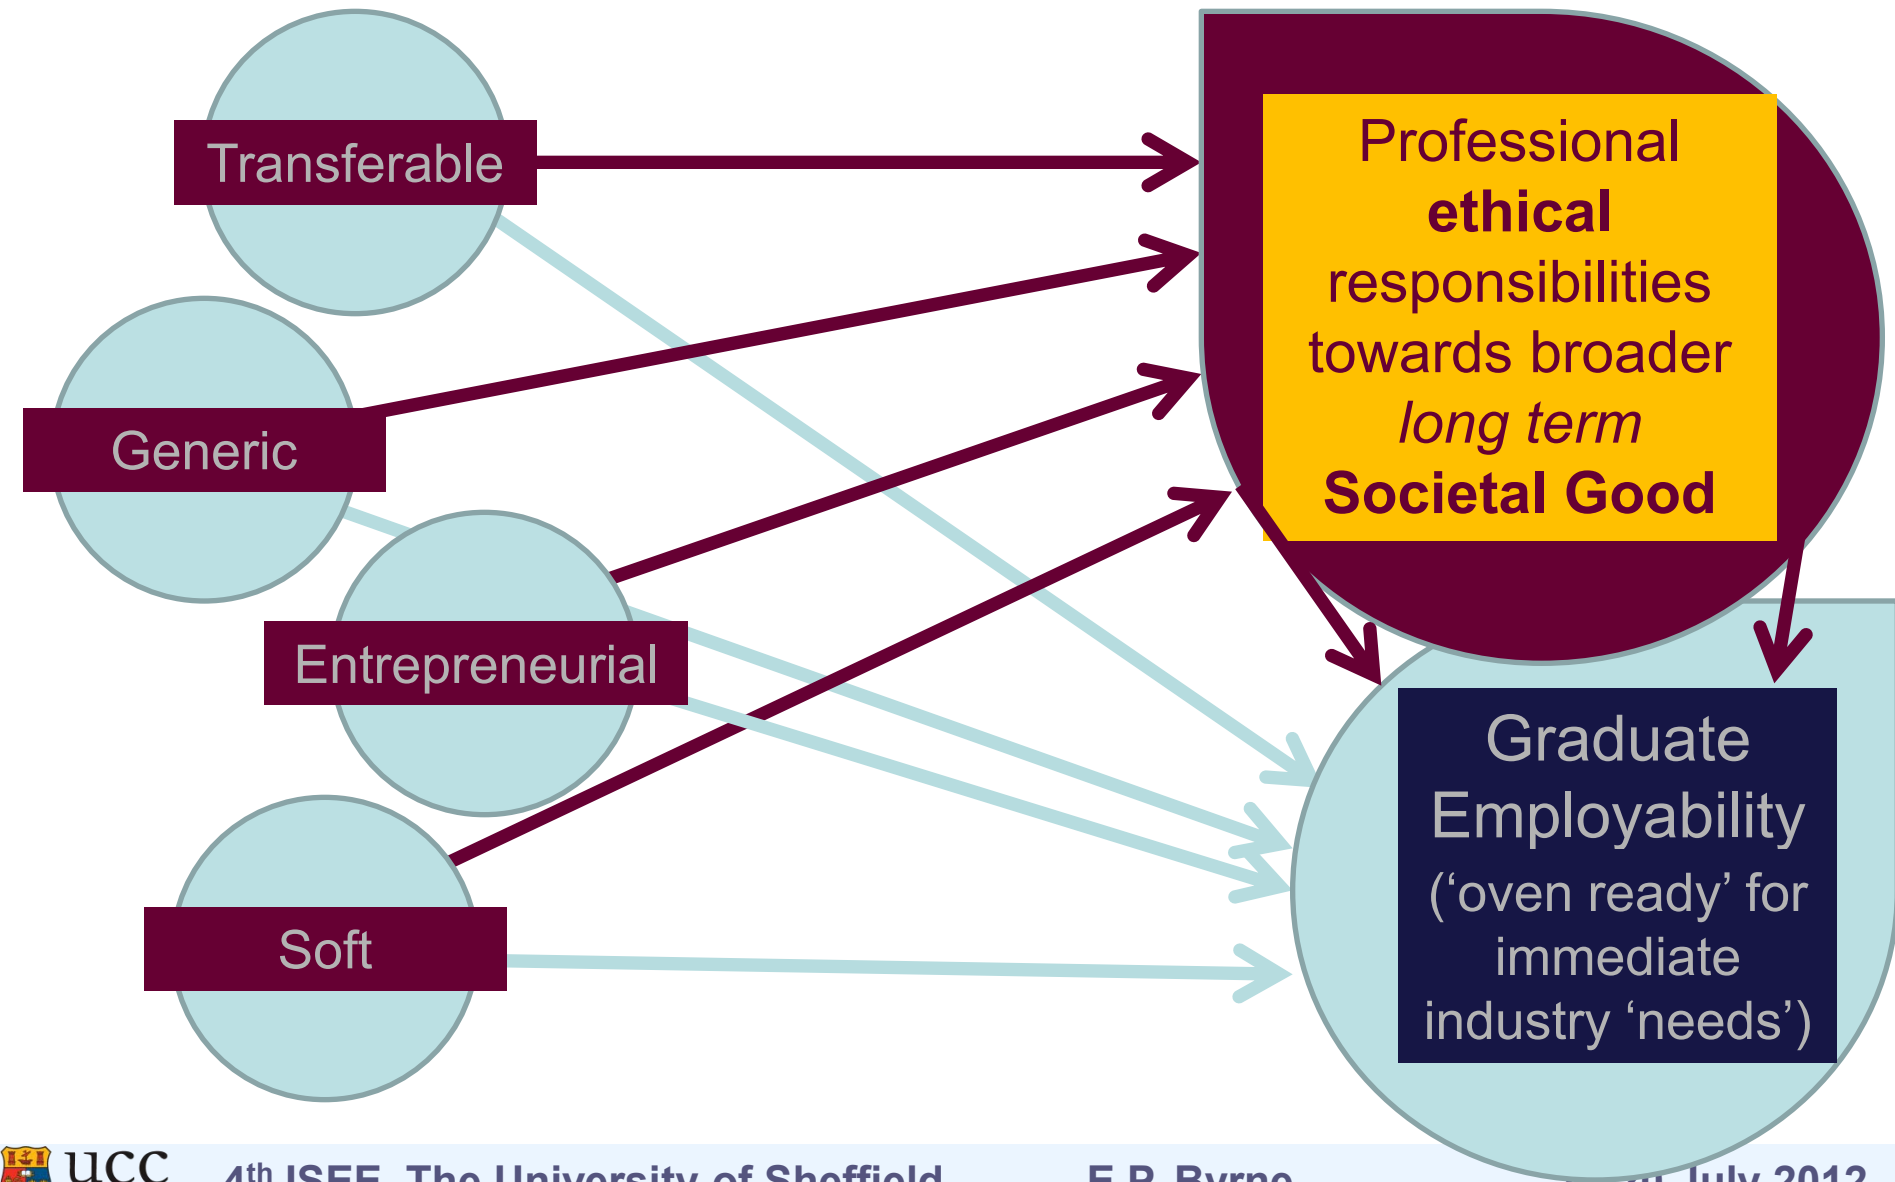 Transferable
Generic
Entrepreneurial
Soft
Professional
ethical
responsibilities
towards broader
long term
Societal Good
Graduate
Employability
(‘oven ready’ for
immediate
industry ‘needs’)
UCC
4th ISEE, The University of Sheffield
E.P. Byrne
July 2012